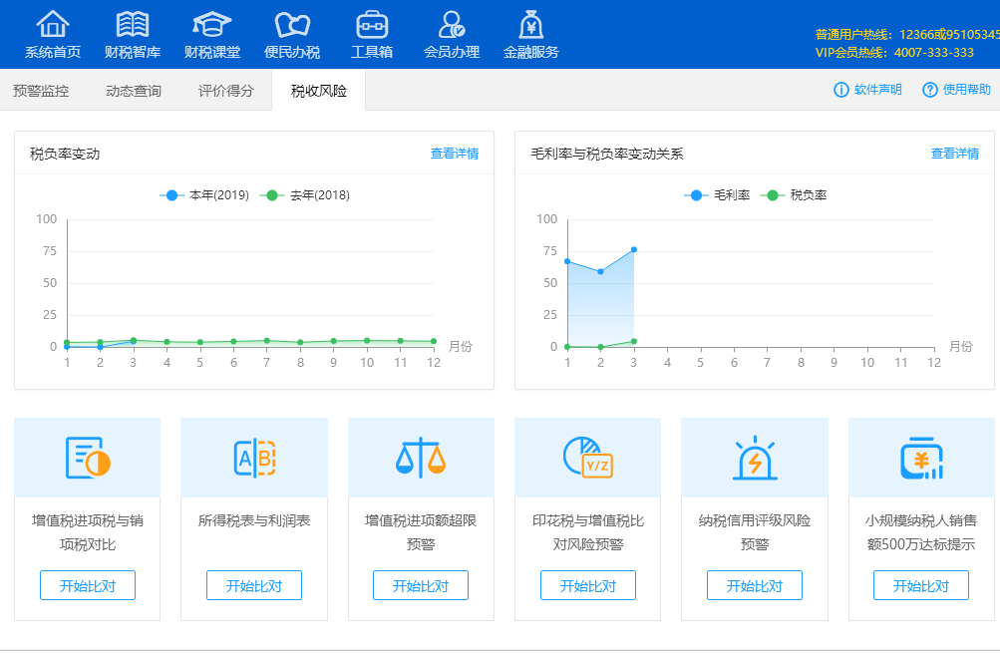 系统首页 财税智库 财税课堂 便民办税 工具箱 会员办理 金融服务
普通用户热线：12366或95105345
VIP会员热线：4007-333-333
预警监控 动态查询 评价得分 税收风险 软件声明 使用帮助
税负率变动 查看详情
本年(2019) 去年(2018)
100
75
50
25
0
1 2 3 4 5 6 7 8 9 10 11 12 月份
毛利率与税负率变动关系 查看详情
毛利率 税负率
100
75
50
25
0
1 2 3 4 5 6 7 8 9 10 11 12 月份
增值税进项税与销
项税对比
开始比对
A B
所得税表与利润表
开始比对
增值税进项额超限
预警
开始比对
Y/Z
印花税与增值税比
对风险预警
开始比对
纳税信用评级风险
预警
开始比对
¥
小规模纳税人销售
额500万达标提示
开始比对